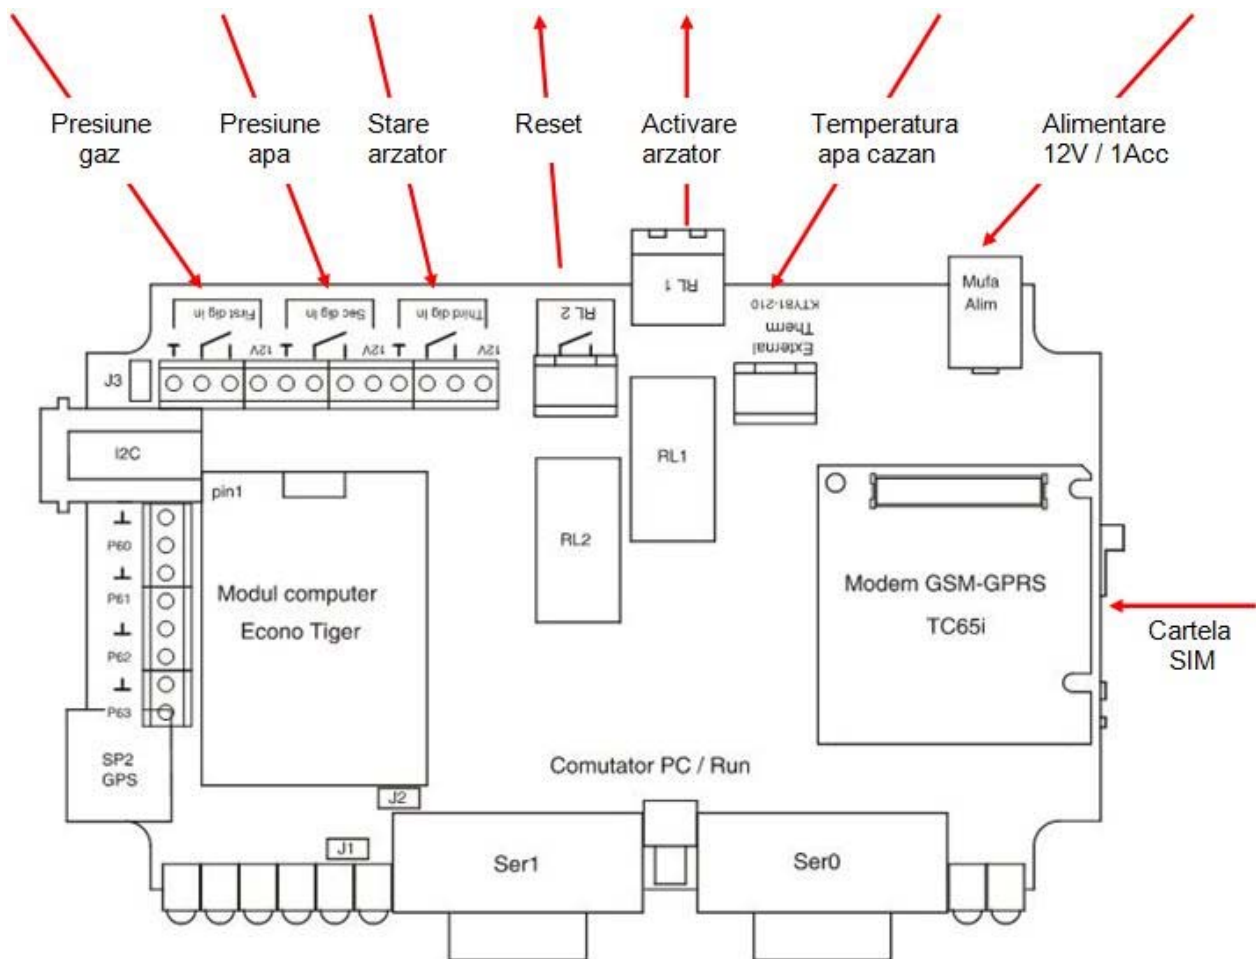 Presiune
gaz
Presiune
apa
Stare
arzator
Reset
Activare
arzator
Temperatura
apa cazan
Alimentare
12V / 1Acc
First dig in
Sec dig In
Third dig In
12V
12V
12V
RL 2
RL 1
External
Therm
KTY81-210
Mufa
Alim
J3
I2C
pin1
P60
P61
P62
P63
SP2
GPS
Modul computer
Econo Tiger
RL2
RL1
Modem GSM-GPRS
TC65i
Cartela
SIM
Comutator PC / Run
J2
J1
Ser1
Ser0